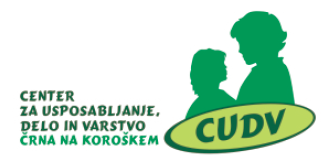 CENTER
ZA USPOSABLJANJE,
DELO IN VARSTVO
ČRNA NA KOROŠKEM
CUDV